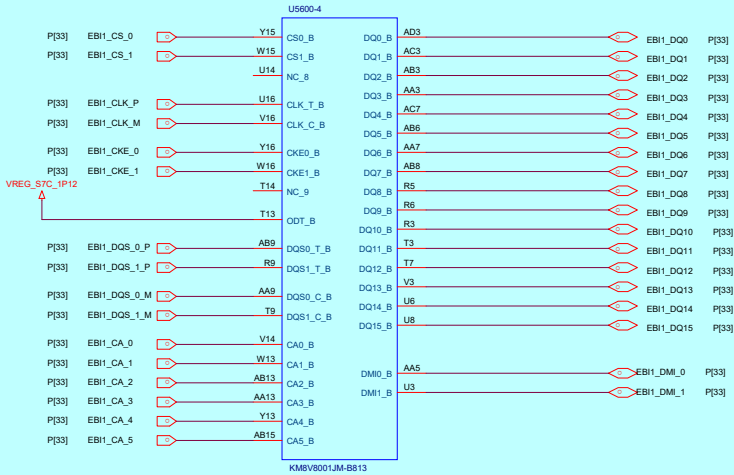 U5600-4
P[33] EBI1_CS_0 Y15 CS0_B DQ0_B AD3 EBI1_DQ0 P[33]
P[33] EBI1_CS_1 W15 CS1_B DQ1_B AC3 EBI1_DQ1 P[33]
U14 NC_8 DQ2_B AB3 EBI1_DQ2 P[33]
DQ3_B AA3 EBI1_DQ3 P[33]
P[33] EBI1_CLK_P U16 CLK_T_B DQ4_B AC7 EBI1_DQ4 P[33]
P[33] EBI1_CLK_M V16 CLK_C_B DQ5_B AB6 EBI1_DQ5 P[33]
P[33] EBI1_CKE_0 Y16 CKE0_B DQ6_B AA7 EBI1_DQ6 P[33]
P[33] EBI1_CKE_1 W16 CKE1_B DQ7_B AB8 EBI1_DQ7 P[33]
VREG_S7C_1P12 T14 NC_9 DQ8_B R5 EBI1_DQ8 P[33]
DQ9_B R6 EBI1_DQ9 P[33]
T13 ODT_B DQ10_B R3 EBI1_DQ10 P[33]
P[33] EBI1_DQS_0_P AB9 DQS0_T_B DQ11_B T3 EBI1_DQ11 P[33]
P[33] EBI1_DQS_1_P R9 DQS1_T_B DQ12_B T7 EBI1_DQ12 P[33]
DQ13_B V3 EBI1_DQ13 P[33]
P[33] EBI1_DQS_0_M AA9 DQS0_C_B DQ14_B U6 EBI1_DQ14 P[33]
P[33] EBI1_DQS_1_M T9 DQS1_C_B DQ15_B U8 EBI1_DQ15 P[33]
P[33] EBI1_CA_0 V14 CA0_B
P[33] EBI1_CA_1 W13 CA1_B DMI0_B AA5 EBI1_DMI_0 P[33]
P[33] EBI1_CA_2 AB13 CA2_B DMI1_B U3 EBI1_DMI_1 P[33]
P[33] EBI1_CA_3 AA13 CA3_B
P[33] EBI1_CA_4 Y13 CA4_B
P[33] EBI1_CA_5 AB15 CA5_B
KM8V8001JM-B813